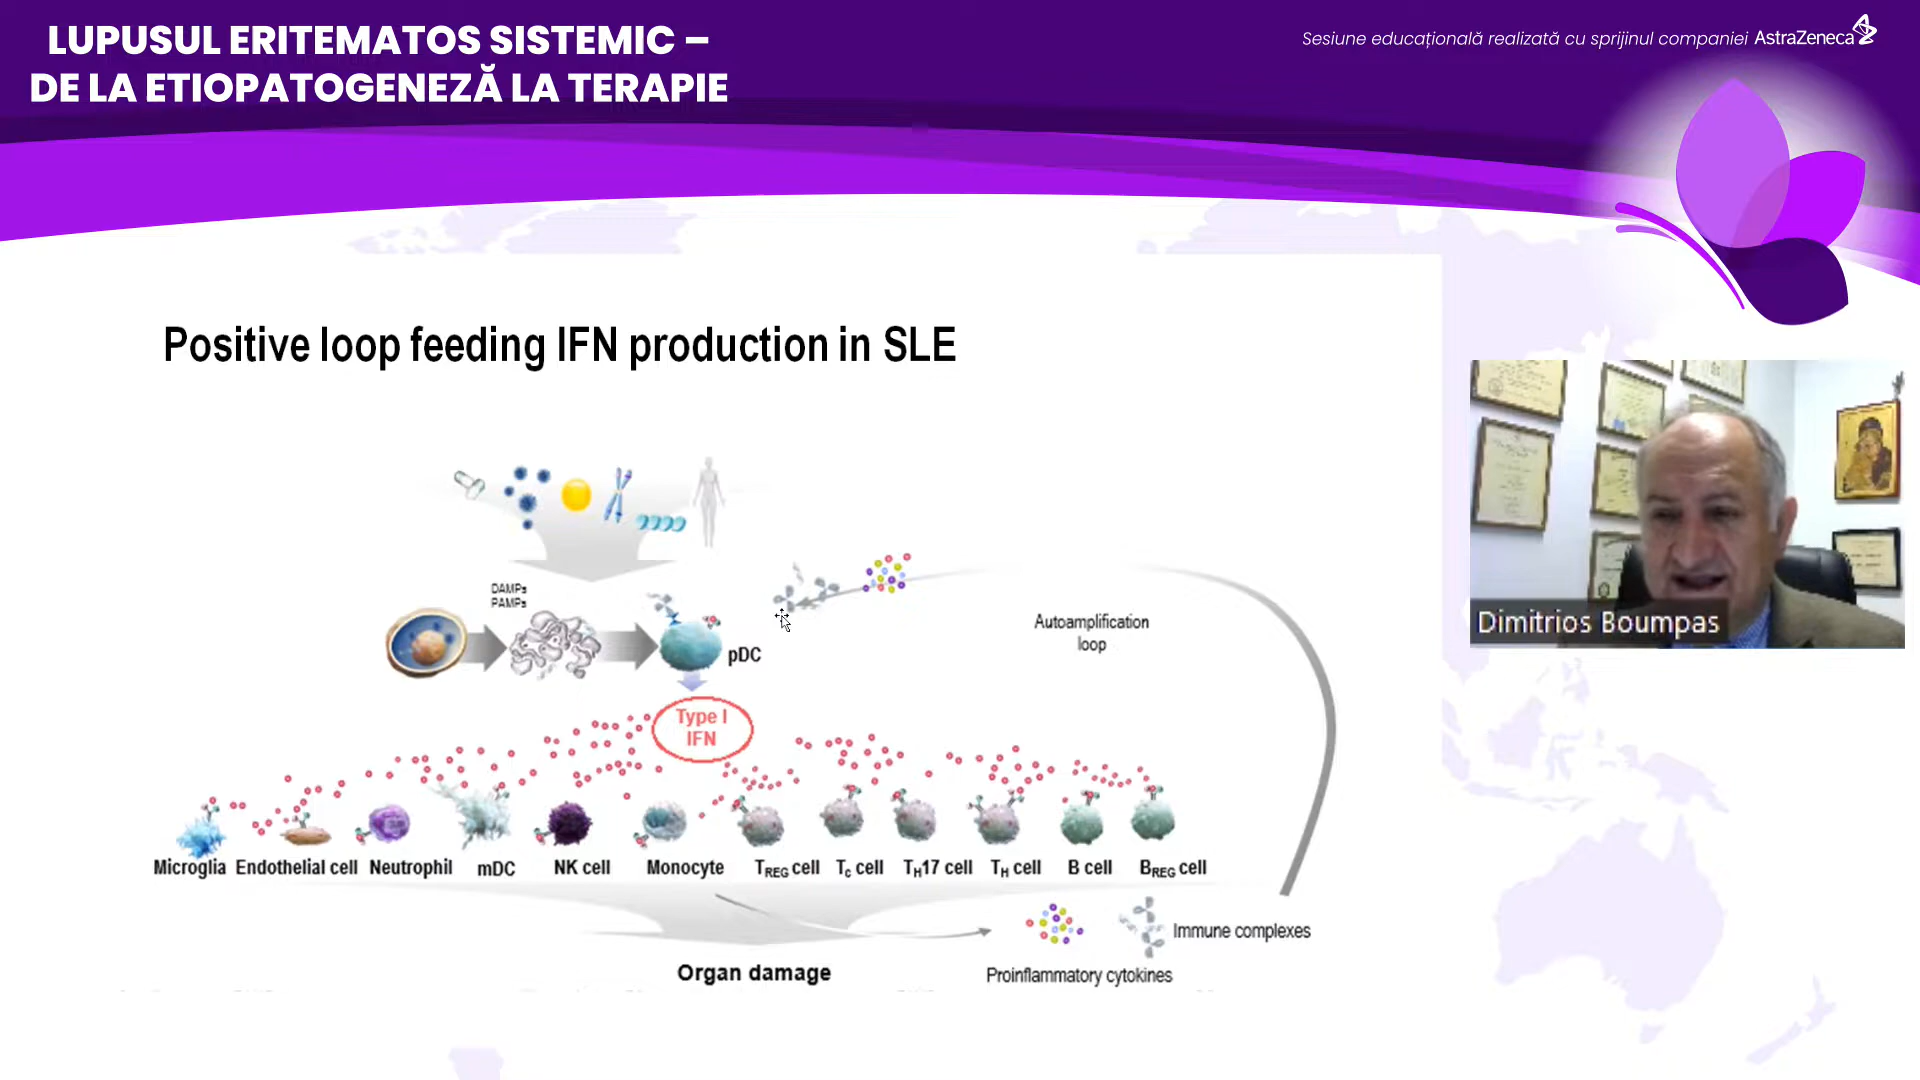 LUPUSUL ERITEMATOS SISTEMIC –
DE LA ETIOPATOGENEZĂ LA TERAPIE
Sesiune educațională realizată cu sprijinul companiei AstraZeneca
Positive loop feeding IFN production in SLE
DAMPs
PAMPs
pDC
Autoamplification
loop
Type I
IFN
Microglia Endothelial cell Neutrophil mDC NK cell Monocyte TREG cell Tc cell TH17 cell TH cell B cell BREG cell
Immune complexes
Organ damage
Proinflammatory cytokines
Dimitrios Boumpas